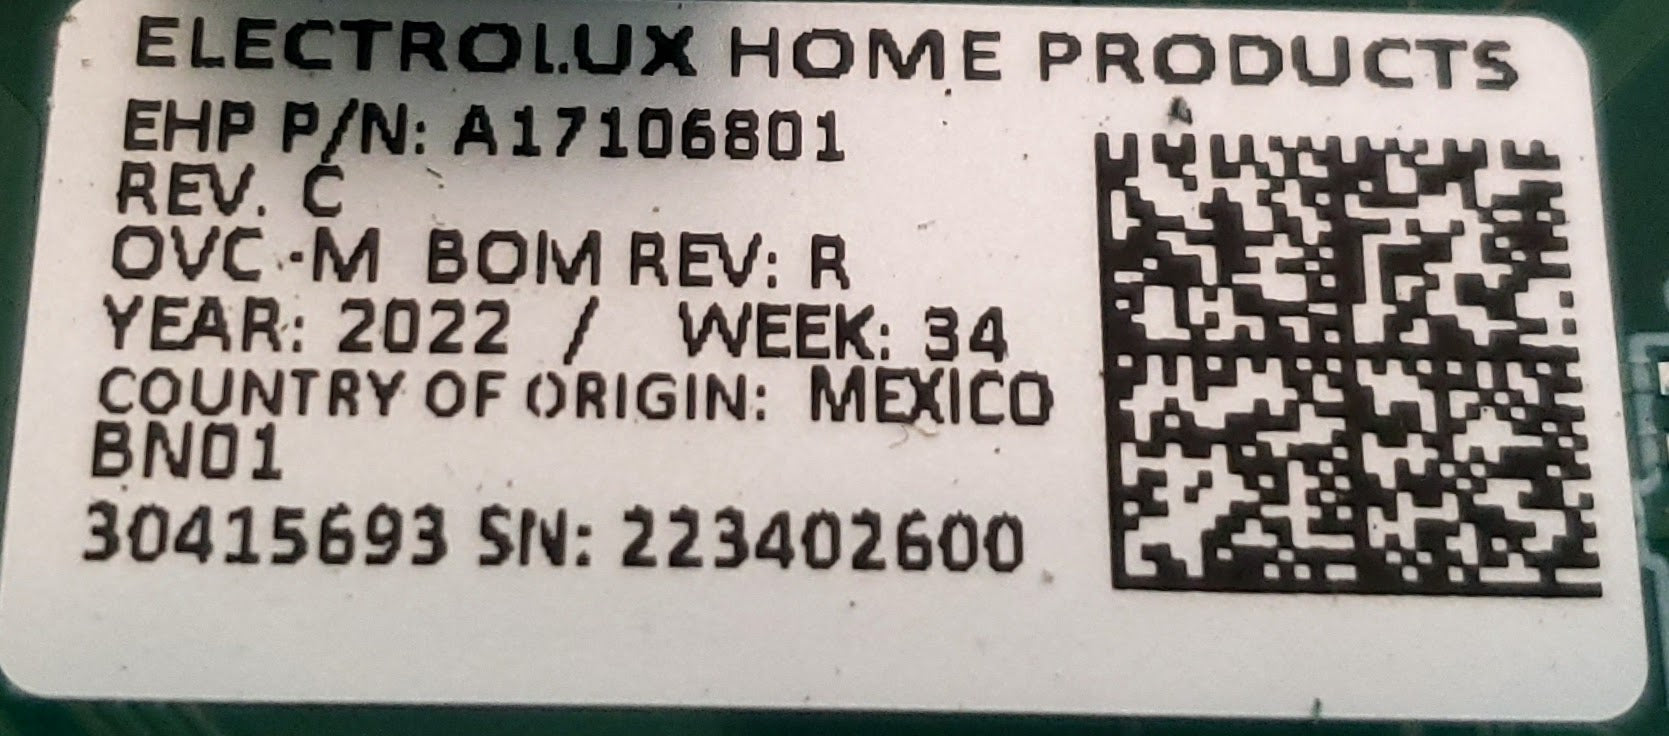 ELECTROLUX HOME PRODUCTS
EHP P/N: A17106801
REV. C
OVC -M BOM REV: R
YEAR: 2022 / WEEK: 34
COUNTRY OF ORIGIN: MEXICO
BN01
30415693 SN: 223402600